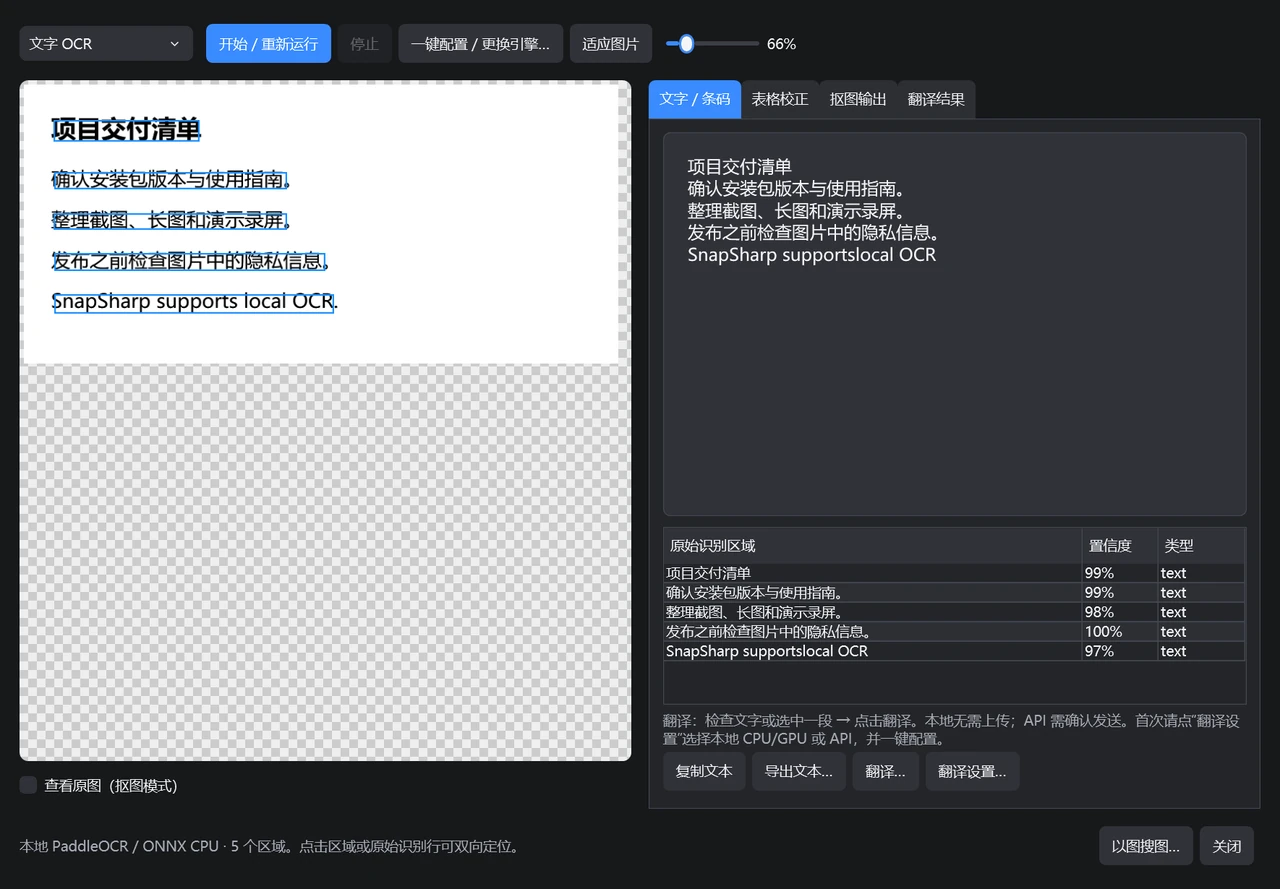 文字 OCR
开始 / 重新运行
停止
一键配置 / 更换引擎...
适应图片
66%
项目交付清单
确认安装包版本与使用指南。
整理截图、长图和演示录屏。
发布之前检查图片中的隐私信息。
SnapSharp supports local OCR.
查看原图（抠图模式）
文字 / 条码
表格校正
抠图输出
翻译结果
项目交付清单
确认安装包版本与使用指南。
整理截图、长图和演示录屏。
发布之前检查图片中的隐私信息。
SnapSharp supportslocal OCR
原始识别区域 置信度 类型
项目交付清单 99% text
确认安装包版本与使用指南。 99% text
整理截图、长图和演示录屏。 98% text
发布之前检查图片中的隐私信息。 100% text
SnapSharp supportslocal OCR 97% text
翻译：检查文字或选中一段 → 点击翻译。本地无需上传；API 需确认发送。首次请点“翻译设
置”选择本地 CPU/GPU 或 API，并一键配置。
复制文本
导出文本...
翻译...
翻译设置...
本地 PaddleOCR / ONNX CPU · 5 个区域。点击区域或原始识别行可双向定位。
以图搜图...
关闭